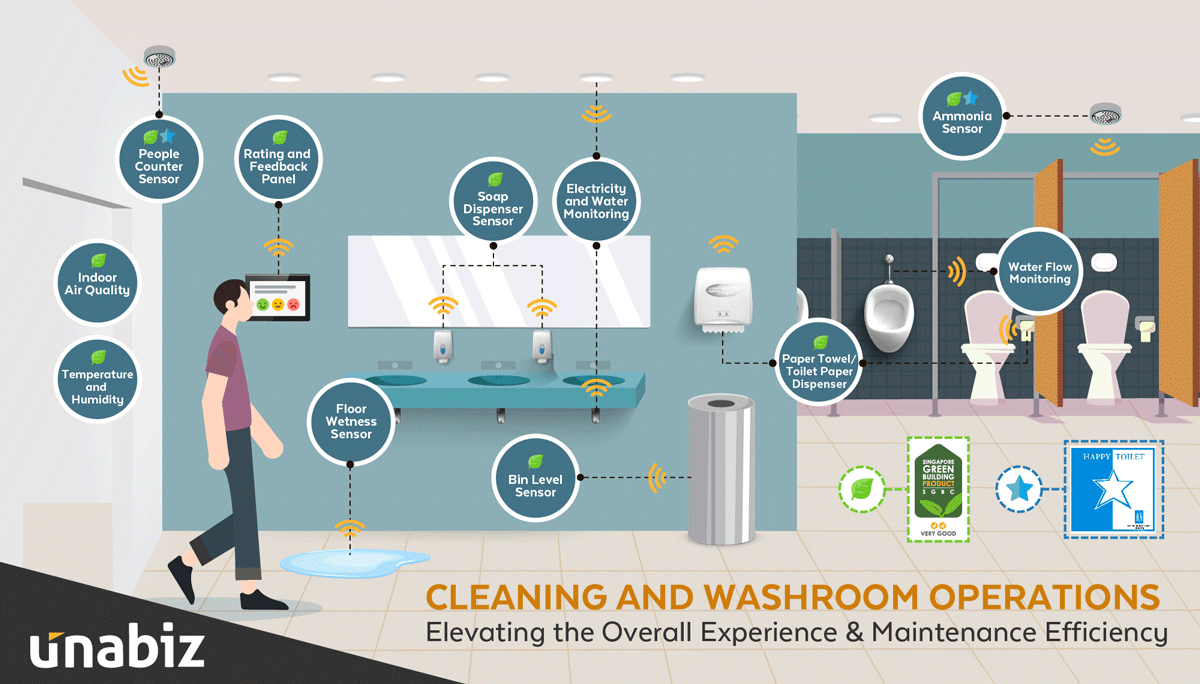 People
Counter
Sensor
Rating and
Feedback
Panel
Soap
Dispenser
Sensor
Electricity
and Water
Monitoring
Ammonia
Sensor
Indoor
Air Quality
Water Flow
Monitoring
Temperature
and
Humidity
Paper Towel/
Toilet Paper
Dispenser
Floor
Wetness
Sensor
Bin Level
Sensor
SINGAPORE
GREEN
BUILDING
PRODUCT
SGBC
VERY GOOD
HAPPY TOILET
CLEANING AND WASHROOM OPERATIONS
Elevating the Overall Experience & Maintenance Efficiency
unabiz